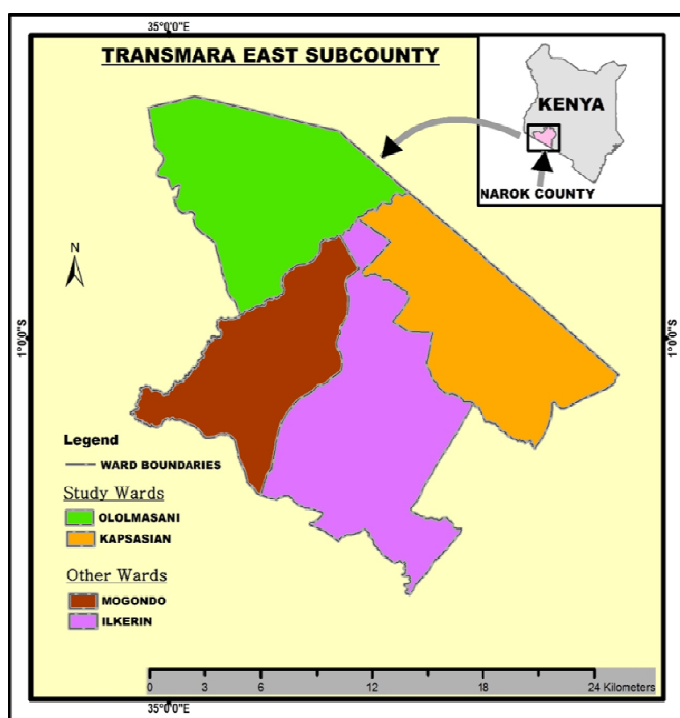 35°0'0"E
TRANSMARA EAST SUBCOUNTY
KENYA
NAROK COUNTY
N
1°0'0"S
1°0'0"S
Legend
WARD BOUNDARIES
Study Wards
OLOLMASANI
KAPSASIAN
Other Wards
MOGONDO
ILKERIN
0 3 6 12 18 24 Kilometers
35°0'0"E